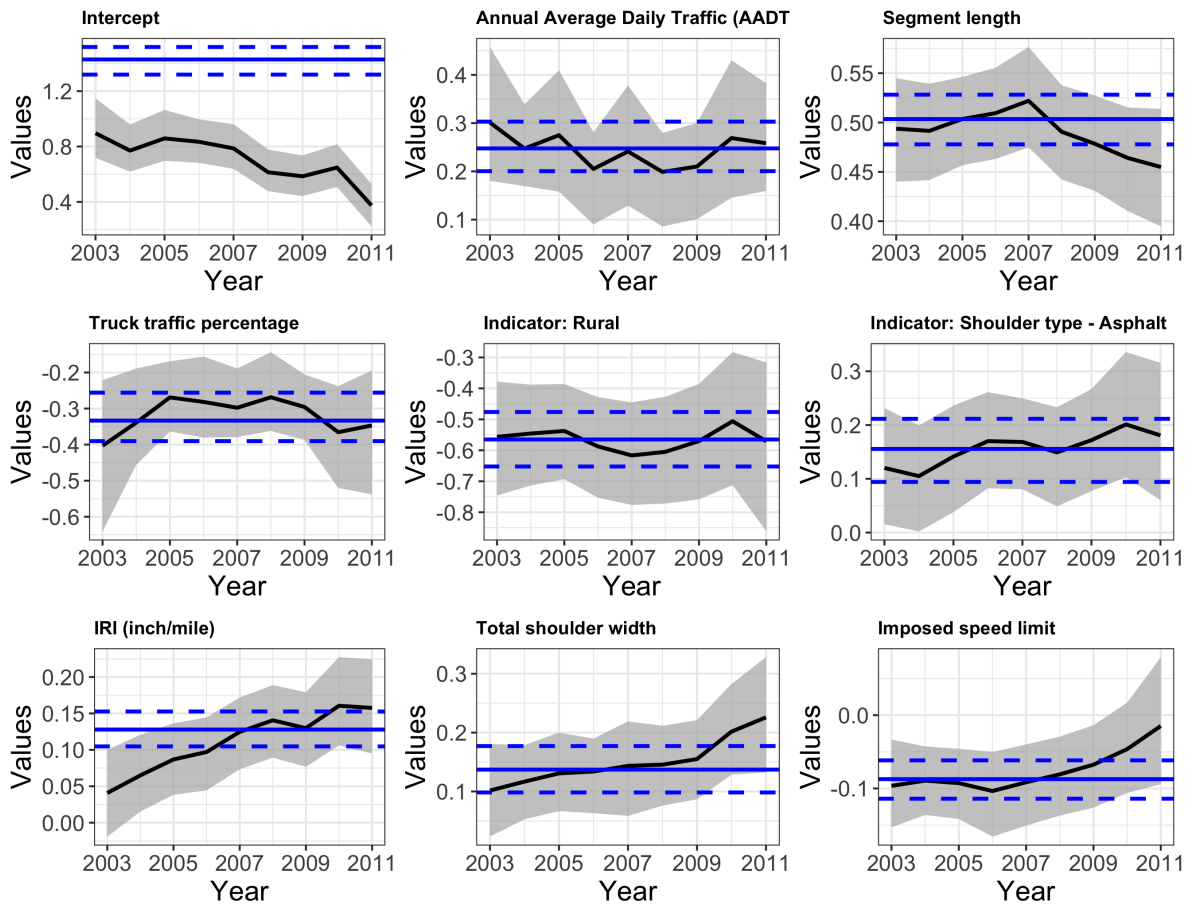 Intercept
Values
1.2
0.8
0.4
2003 2005 2007 2009 2011
Year
Annual Average Daily Traffic (AADT
Values
0.4
0.3
0.2
0.1
2003 2005 2007 2009 2011
Year
Segment length
Values
0.55
0.50
0.45
0.40
2003 2005 2007 2009 2011
Year
Truck traffic percentage
Values
-0.2
-0.3
-0.4
-0.5
-0.6
2003 2005 2007 2009 2011
Year
Indicator: Rural
Values
-0.3
-0.4
-0.5
-0.6
-0.7
-0.8
2003 2005 2007 2009 2011
Year
Indicator: Shoulder type - Asphalt
Values
0.3
0.2
0.1
0.0
2003 2005 2007 2009 2011
Year
IRI (inch/mile)
Values
0.20
0.15
0.10
0.05
0.00
2003 2005 2007 2009 2011
Year
Total shoulder width
Values
0.3
0.2
0.1
2003 2005 2007 2009 2011
Year
Imposed speed limit
Values
0.0
-0.1
2003 2005 2007 2009 2011
Year